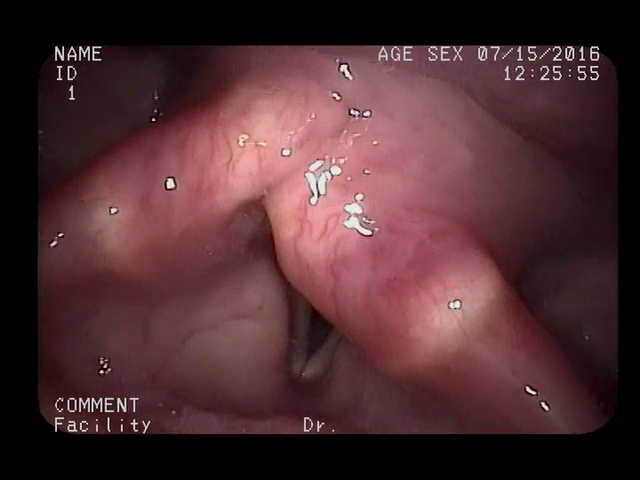 NAME AGE SEX 07/15/2016
ID 12:25:55
1
COMMENT
Facility Dr.